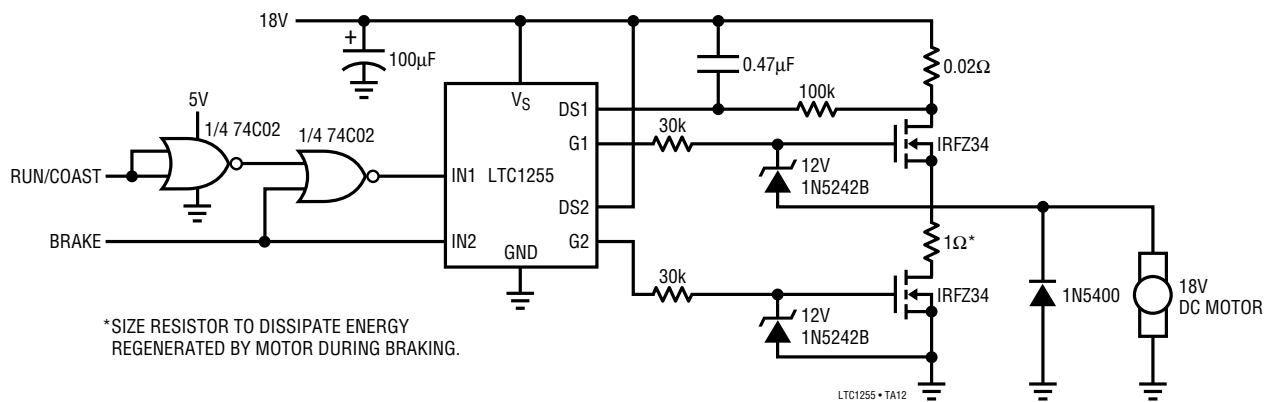 18V
+
100µF
0.47µF
0.02Ω
5V
1/4 74C02
1/4 74C02
VS
DS1
100k
G1
30k
IRFZ34
12V
1N5242B
RUN/COAST
IN1
LTC1255
DS2
BRAKE
IN2
GND
G2
1Ω*
30k
IRFZ34
12V
1N5242B
1N5400
18V
DC MOTOR
*SIZE RESISTOR TO DISSIPATE ENERGY
REGENERATED BY MOTOR DURING BRAKING.
LTC1255 • TA12